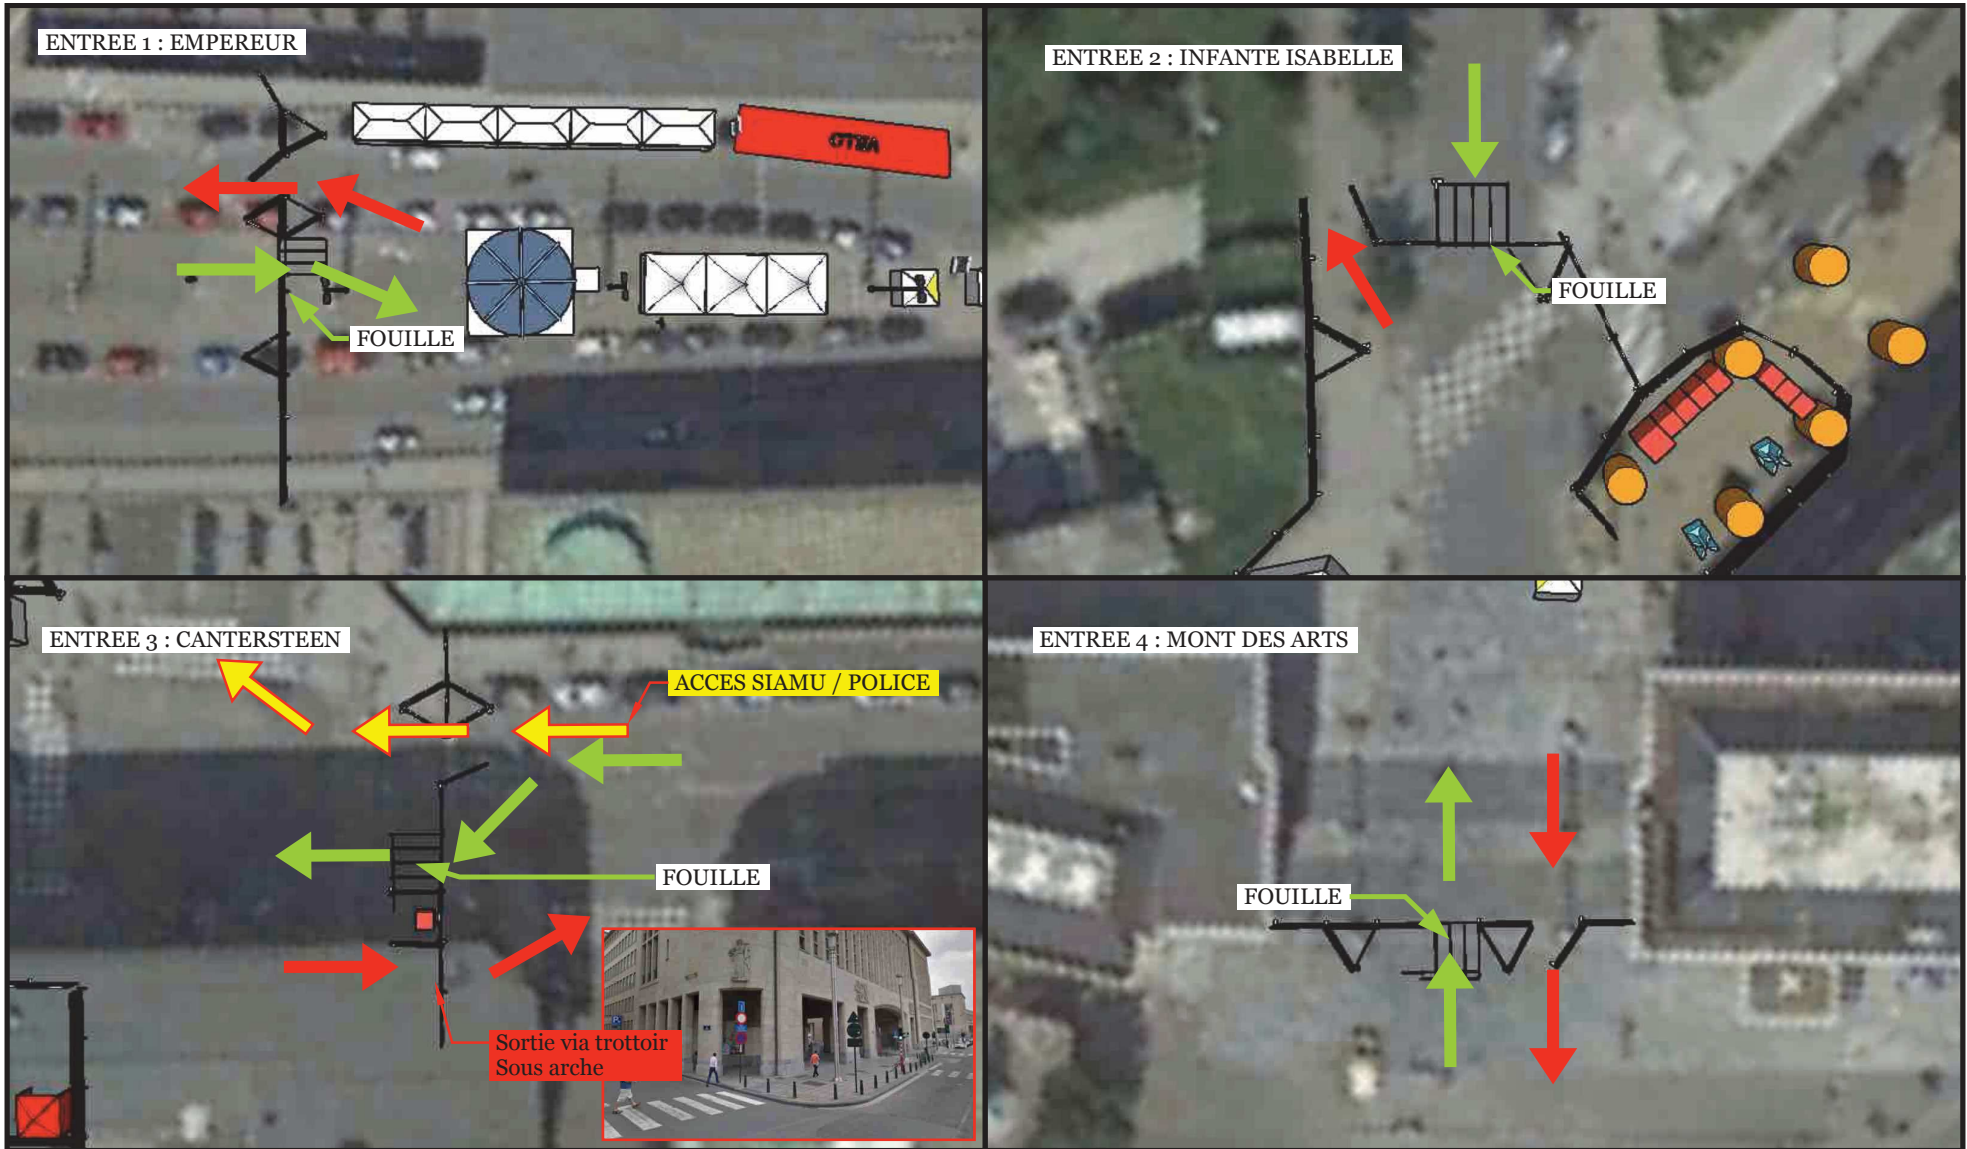 ENTREE 1 : EMPEREUR
FOUILLE
ENTREE 2 : INFANTE ISABELLE
FOUILLE
ENTREE 3 : CANTERSTEEN
ACCES SIAMU / POLICE
FOUILLE
Sortie via trottoir
Sous arche
ENTREE 4 : MONT DES ARTS
FOUILLE